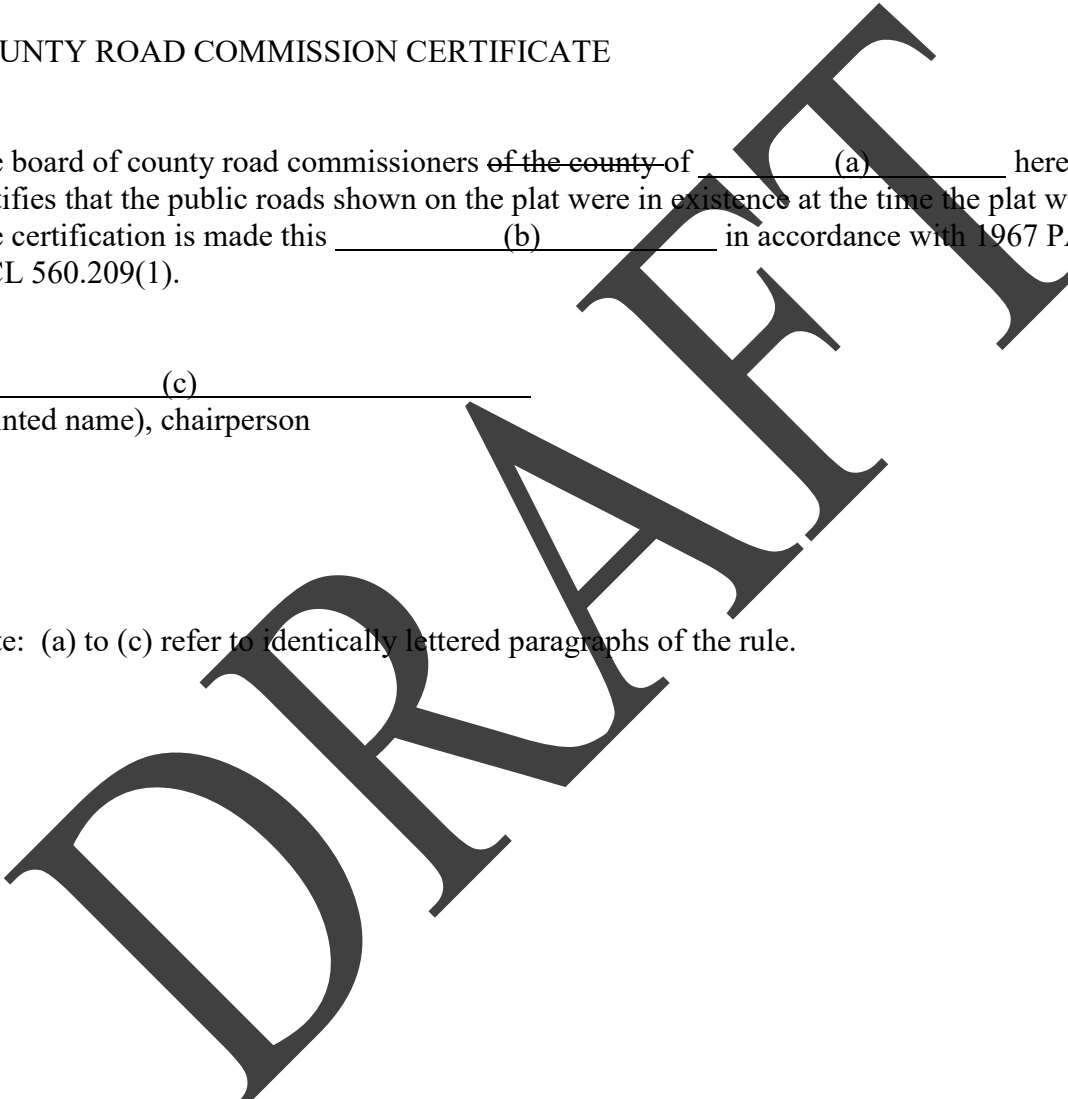 UNTY ROAD COMMISSION CERTIFICATE
e board of county road commissioners of the county of (a) here
tifies that the public roads shown on the plat were in existence at the time the plat w
e certification is made this (b) in accordance with 1967 PA
CL 560.209(1).
(c)
nted name), chairperson
te: (a) to (c) refer to identically lettered paragraphs of the rule.
DRAFT